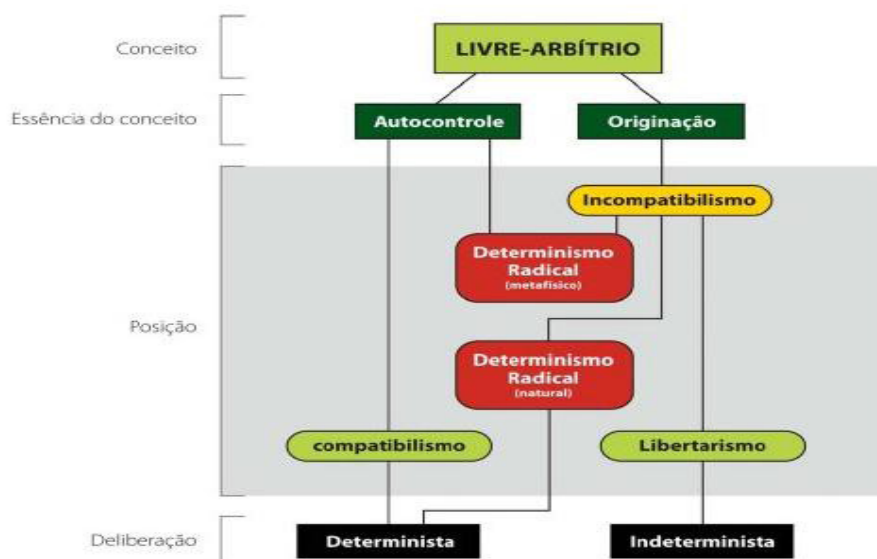 Conceito
LIVRE-ARBÍTRIO
Essência do conceito
Autocontrole
Originação
Incompatibilismo
Determinismo
Radical
(metafísico)
Posição
Determinismo
Radical
(natural)
compatibilismo
Libertarismo
Deliberação
Determinista
Indeterminista